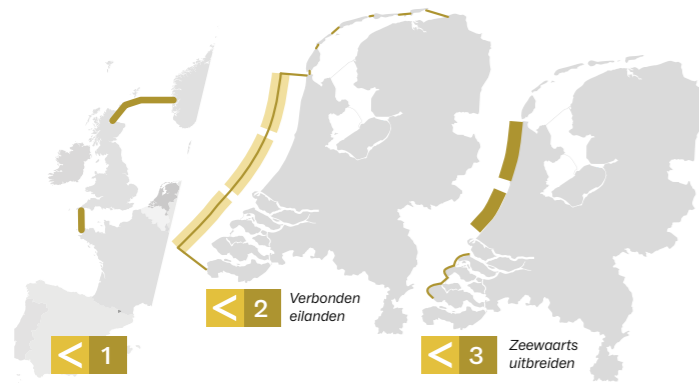 < 1
< 2
Verbonden
eilanden
< 3
Zeewaarts
uitbreiden